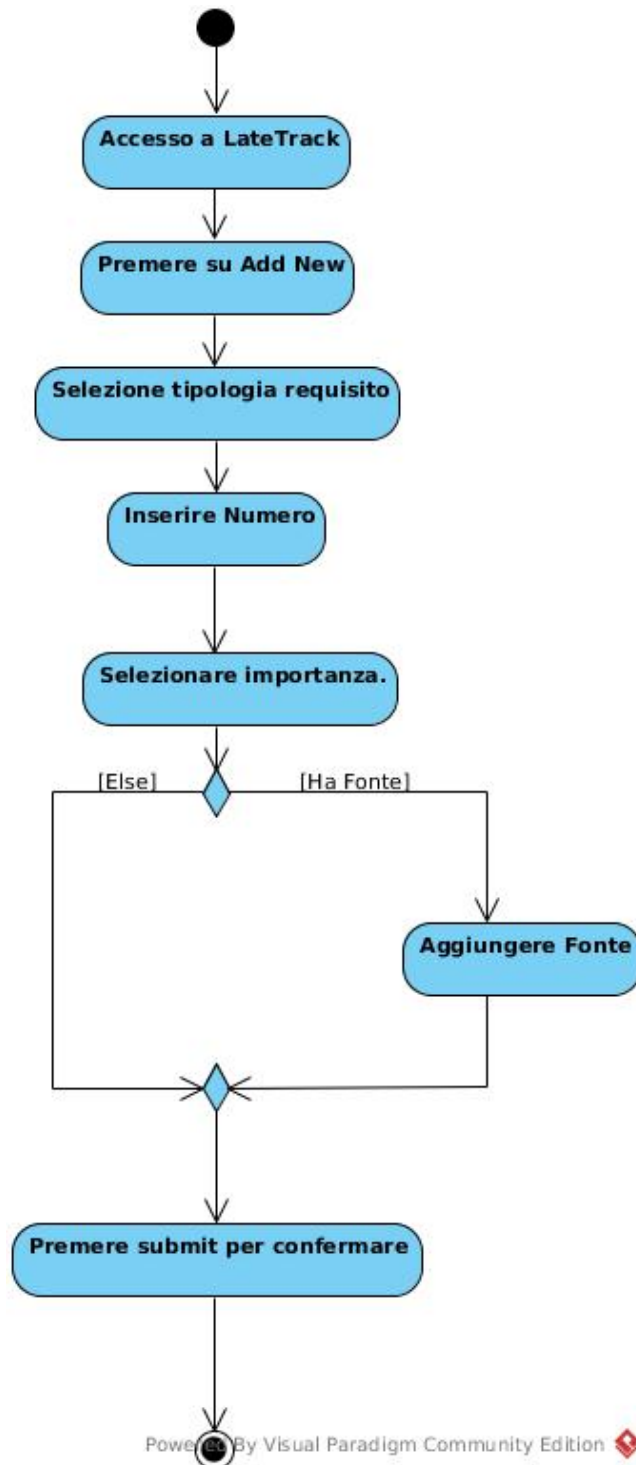 Accesso a LateTrack
Premere su Add New
Selezione tipologia requisito
Inserire Numero
Selezionare importanza.
[Else]
[Ha Fonte]
Aggiungere Fonte
Premere submit per confermare
Powered By Visual Paradigm Community Edition